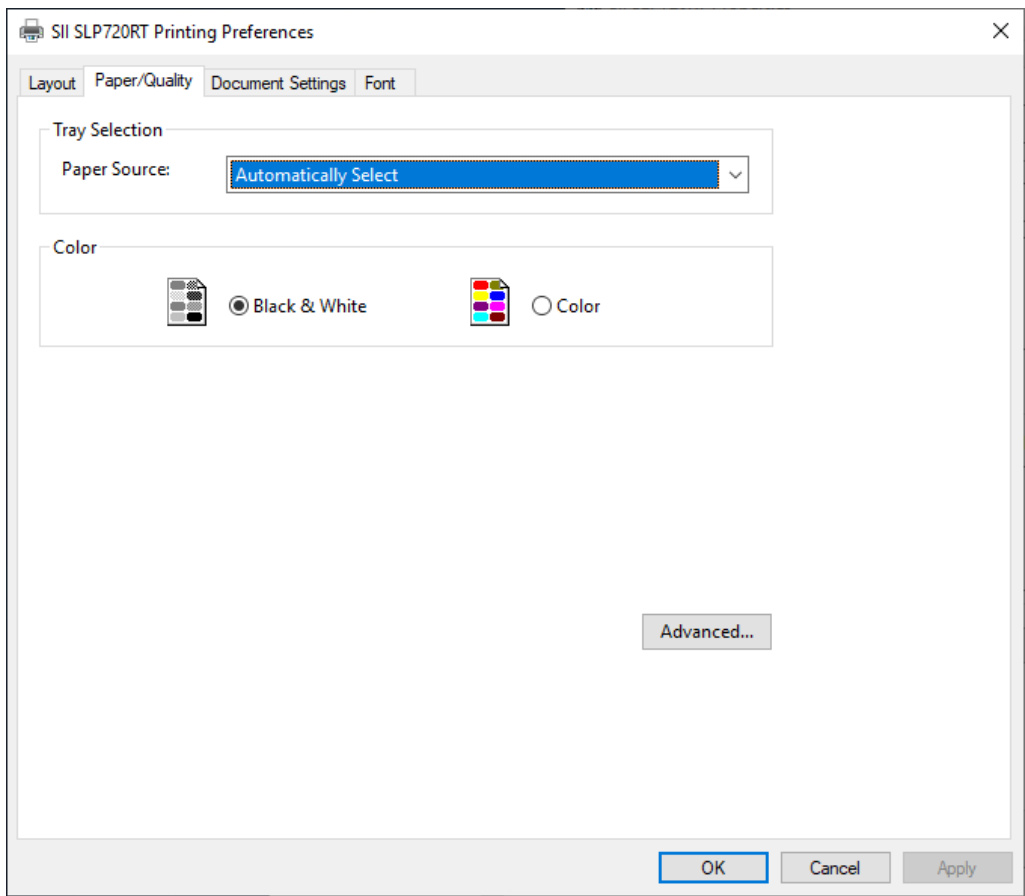 SII SLP720RT Printing Preferences
Layout Paper/Quality Document Settings Font
Tray Selection
Paper Source: Automatically Select
Color
Black & White Color
Advanced...
OK Cancel Apply